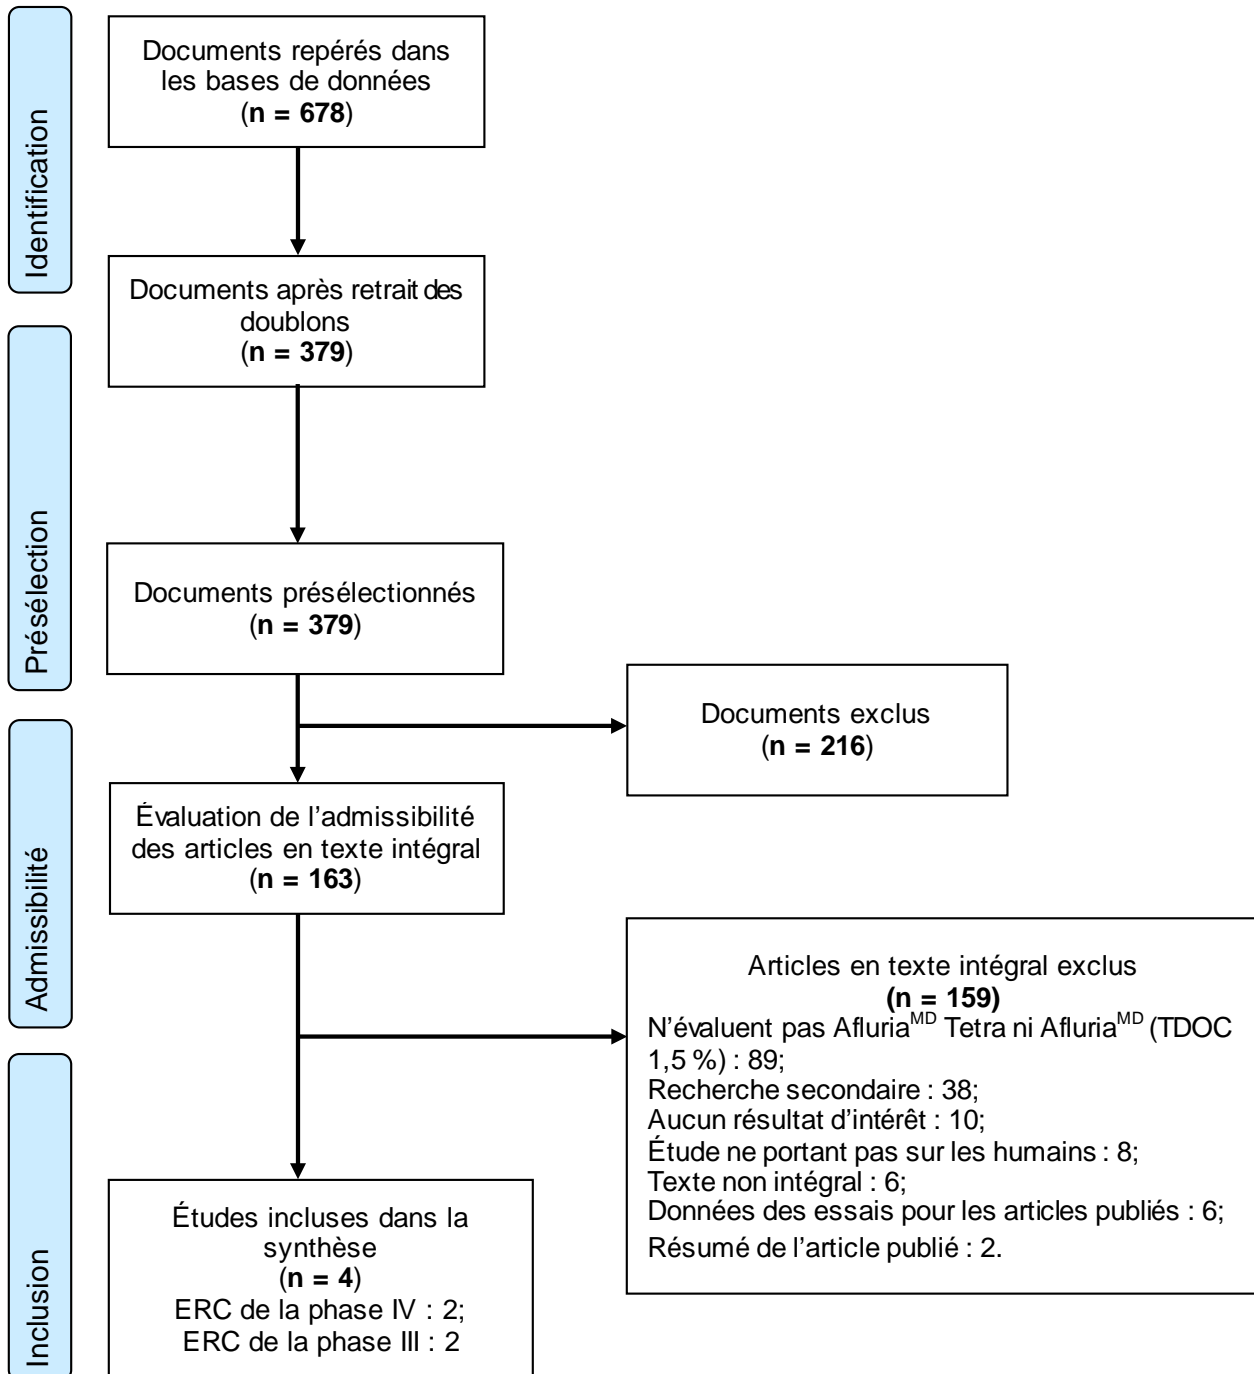 Identification
Documents repérés dans
les bases de données
(n = 678)
Documents après retrait des
doublons
(n = 379)
Présélection
Documents présélectionnés
(n = 379)
Documents exclus
(n = 216)
Admissibilité
Évaluation de l’admissibilité
des articles en texte intégral
(n = 163)
Articles en texte intégral exclus
(n = 159)
N’évaluent pas Afluria^MD Tetra ni Afluria^MD (TDOC
1,5 %) : 89;
Recherche secondaire : 38;
Aucun résultat d’intérêt : 10;
Étude ne portant pas sur les humains : 8;
Texte non intégral : 6;
Données des essais pour les articles publiés : 6;
Résumé de l’article publié : 2.
Inclusion
Études incluses dans la
synthèse
(n = 4)
ERC de la phase IV : 2;
ERC de la phase III : 2